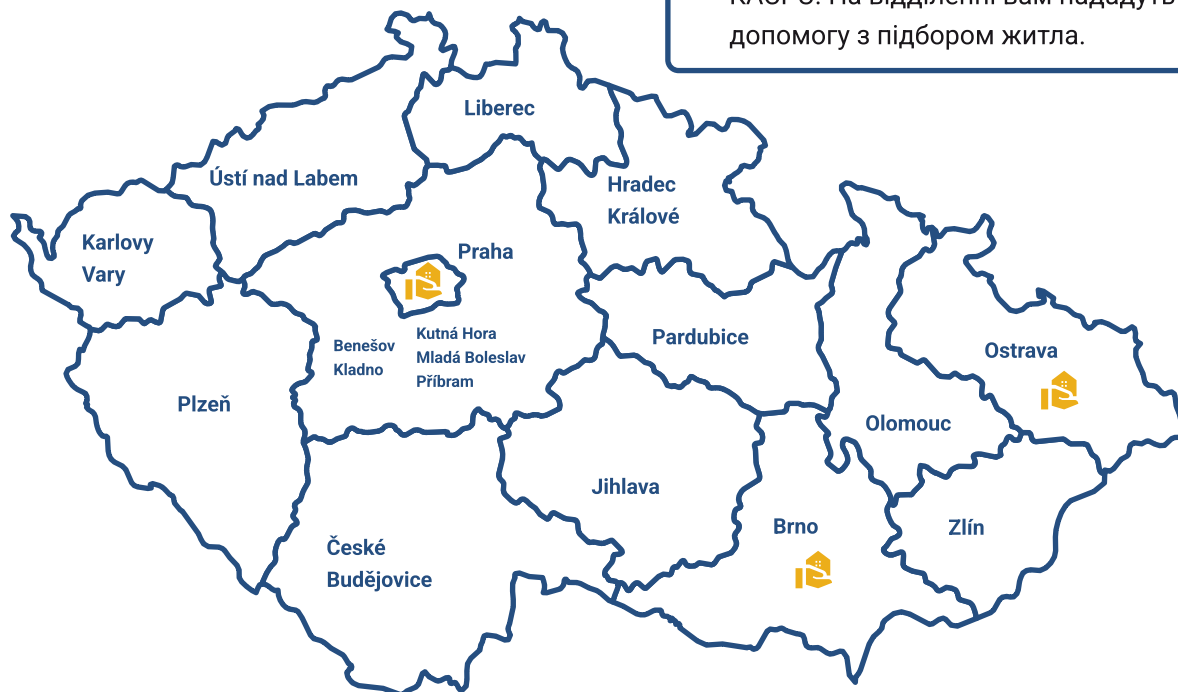 допомогу з підбором житла.
Liberec
Ústí nad Labem
Hradec
Králové
Karlovy
Vary
Praha
Benešov
Kladno
Kutná Hora
Mladá Boleslav
Příbram
Pardubice
Ostrava
Plzeň
Olomouc
Jihlava
Brno
Zlín
České
Budějovice